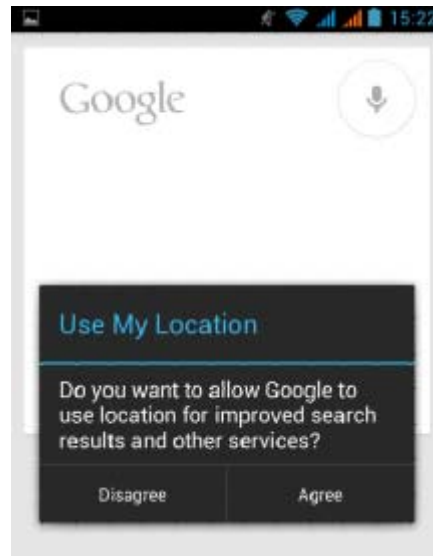 15:22
Google
Use My Location
Do you want to allow Google to
use location for improved search
results and other services?
Disagree
Agree